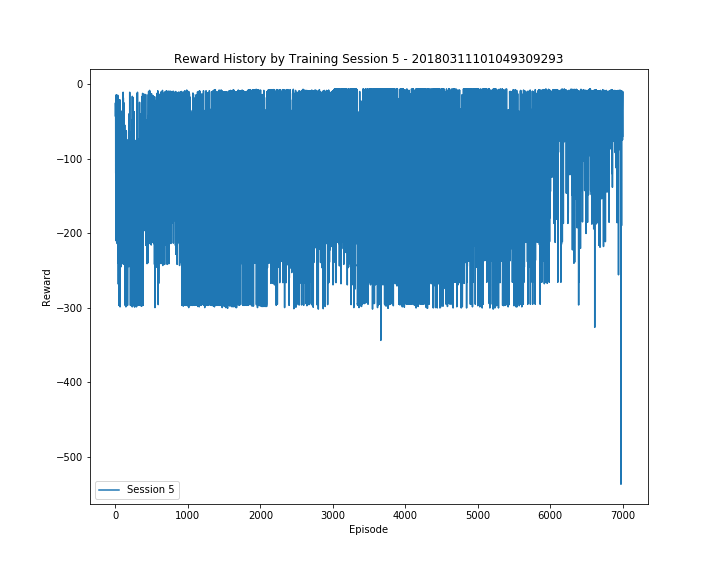 Reward History by Training Session 5 - 20180311101049309293
0
−100
−200
−300
−400
−500
Reward
Session 5
0 1000 2000 3000 4000 5000 6000 7000
Episode